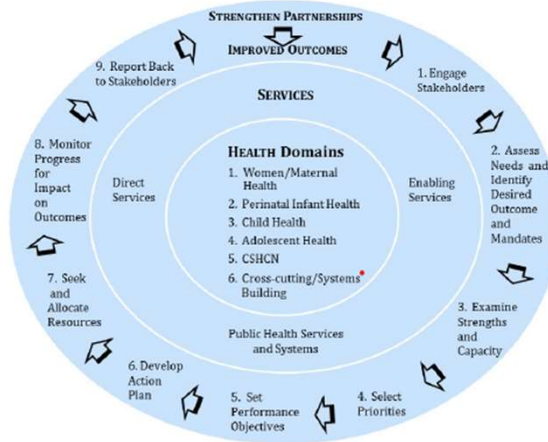 STRENGTHEN PARTNERSHIPS
IMPROVED OUTCOMES
1. Engage
Stakeholders
2. Assess
Needs and
Identify
Desired
Outcome
and
Mandates
3. Examine
Strengths
and
Capacity
4. Select
Priorities
5. Set
Performance
Objectives
6. Develop
Action
Plan
7. Seek
and
Allocate
Resources
8. Monitor
Progress
for
Impact
on
Outcomes
9. Report Back
to Stakeholders
SERVICES
Direct
Services
Enabling
Services
Public Health Services
and Systems
HEALTH Domains
1. Women/Maternal
Health
2. Perinatal Infant Health
3. Child Health
4. Adolescent Health
5. CSHCN
6. Cross-cutting/Systems
Building